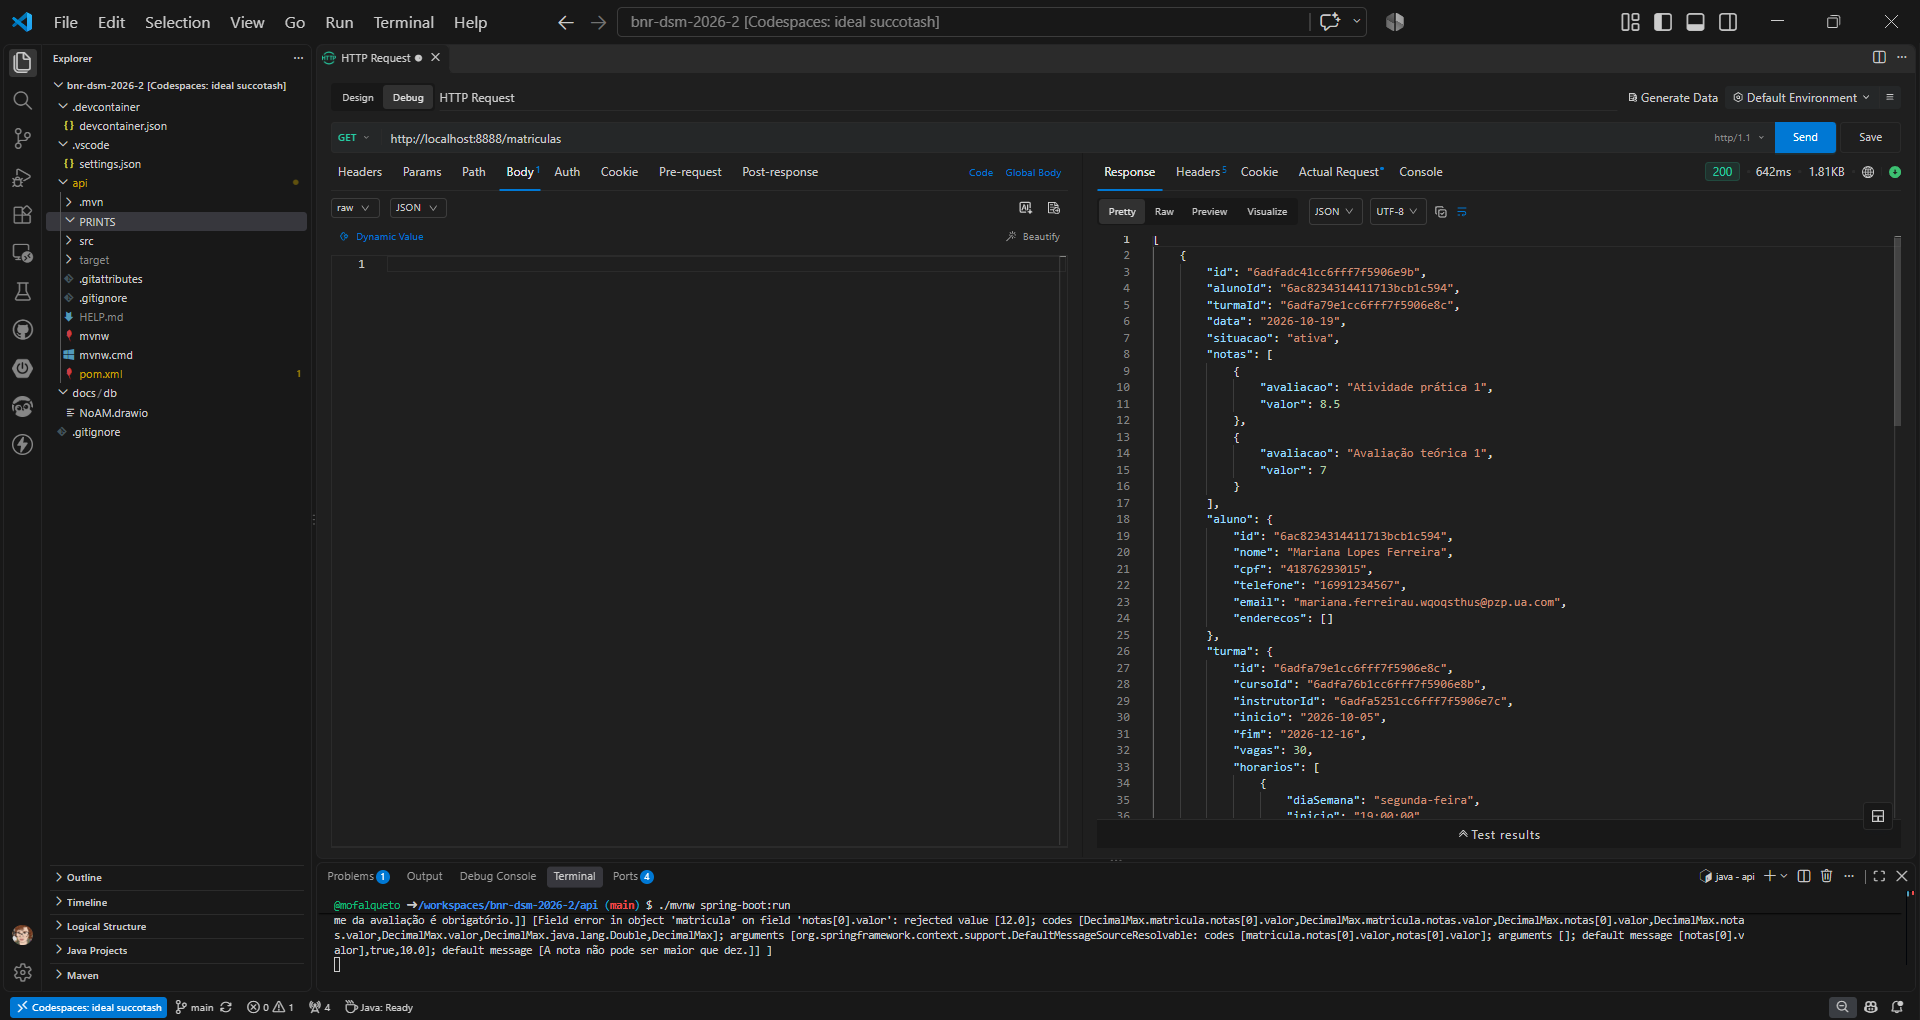 File Edit Selection View Go Run Terminal Help
bnr-dsm-2026-2 [Codespaces: ideal succotash]
Explorer
bnr-dsm-2026-2 [Codespaces: ideal succotash]
.devcontainer
devcontainer.json
.vscode
settings.json
api
.mvn
PRINTS
src
target
.gitattributes
.gitignore
HELP.md
mvnw
mvnw.cmd
pom.xml 1
docs / db
NoAM.drawio
.gitignore
Outline
Timeline
Logical Structure
Java Projects
Maven
HTTP Request
Design Debug HTTP Request
Generate Data Default Environment
GET http://localhost:8888/matriculas
http/1.1 Send Save
Headers Params Path Body 1 Auth Cookie Pre-request Post-response
Code Global Body
raw JSON
Dynamic Value
Beautify
1
Response Headers 5 Cookie Actual Request Console
200 642ms 1.81KB
Pretty Raw Preview Visualize JSON UTF-8
1 [
2 {
3 "id": "6adfadc41cc6fff7f5906e9b",
4 "alunoId": "6ac8234314411713bcb1c594",
5 "turmaId": "6adfa79e1cc6fff7f5906e8c",
6 "data": "2026-10-19",
7 "situacao": "ativa",
8 "notas": [
9 {
10 "avaliacao": "Atividade prática 1",
11 "valor": 8.5
12 },
13 {
14 "avaliacao": "Avaliação teórica 1",
15 "valor": 7
16 }
17 ],
18 "aluno": {
19 "id": "6ac8234314411713bcb1c594",
20 "nome": "Mariana Lopes Ferreira",
21 "cpf": "41876293015",
22 "telefone": "16991234567",
23 "email": "mariana.ferreirau.wqoqsthus@pzp.ua.com",
24 "enderecos": []
25 },
26 "turma": {
27 "id": "6adfa79e1cc6fff7f5906e8c",
28 "cursoId": "6adfa76b1cc6fff7f5906e8b",
29 "instrutorId": "6adfa5251cc6fff7f5906e7c",
30 "inicio": "2026-10-05",
31 "fim": "2026-12-16",
32 "vagas": 30,
33 "horarios": [
34 {
35 "diaSemana": "segunda-feira",
36 "inicio": "19:00:00"
Test results
Problems 1 Output Debug Console Terminal Ports 4
java - api
@mofalqueto ➜/workspaces/bnr-dsm-2026-2/api (main) $ ./mvnw spring-boot:run
me da avaliação é obrigatório.]] [Field error in object 'matricula' on field 'notas[0].valor': rejected value [12.0]; codes [DecimalMax.matricula.notas[0].valor,DecimalMax.matricula.notas.valor,DecimalMax.notas[0].valor,DecimalMax.nota
s.valor,DecimalMax.valor,DecimalMax.java.lang.Double,DecimalMax]; arguments [org.springframework.context.support.DefaultMessageSourceResolvable: codes [matricula.notas[0].valor,notas[0].valor]; arguments []; default message [notas[0].v
alor],true,10.0]; default message [A nota não pode ser maior que dez.]] ]
Codespaces: ideal succotash main 0 1 4 Java: Ready